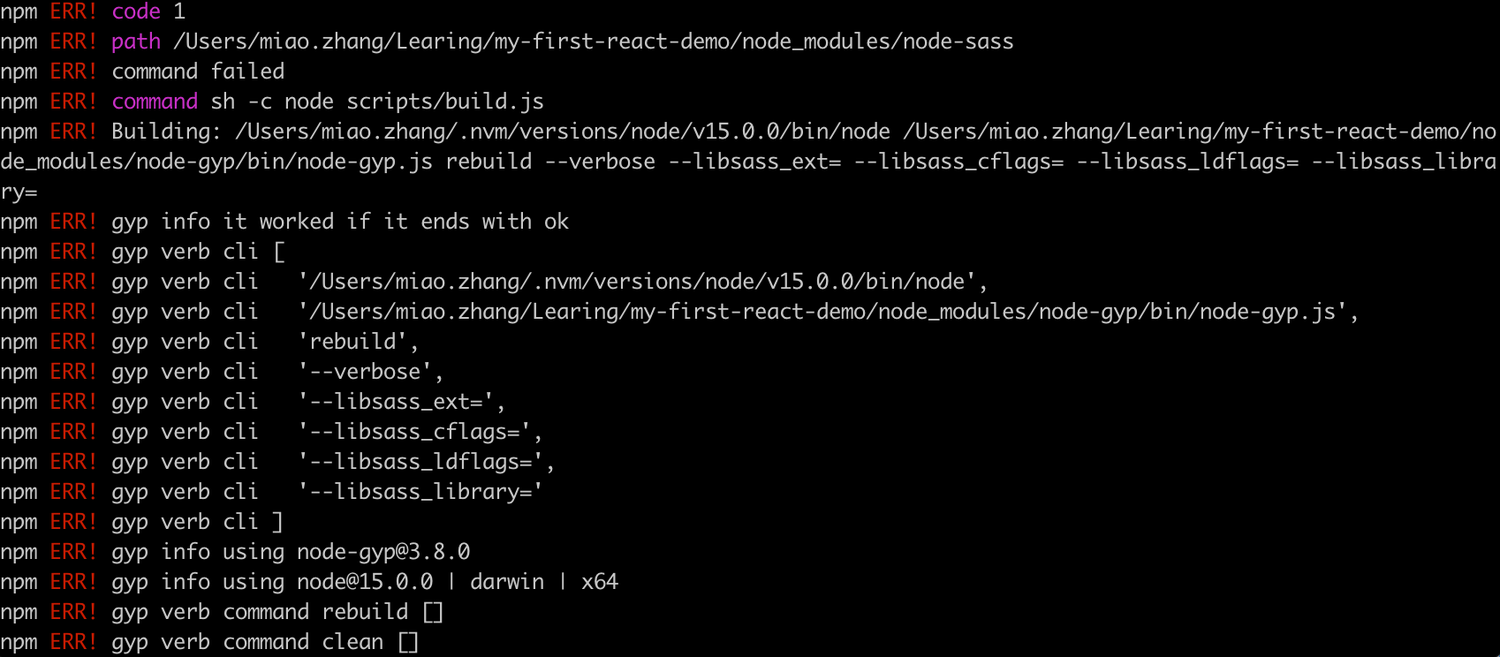 npm ERR! code 1
npm ERR! path /Users/miao.zhang/Learing/my-first-react-demo/node_modules/node-sass
npm ERR! command failed
npm ERR! command sh -c node scripts/build.js
npm ERR! Building: /Users/miao.zhang/.nvm/versions/node/v15.0.0/bin/node /Users/miao.zhang/Learing/my-first-react-demo/no
de_modules/node-gyp/bin/node-gyp.js rebuild --verbose --libsass_ext= --libsass_cflags= --libsass_ldflags= --libsass_libra
ry=
npm ERR! gyp info it worked if it ends with ok
npm ERR! gyp verb cli [
npm ERR! gyp verb cli   '/Users/miao.zhang/.nvm/versions/node/v15.0.0/bin/node',
npm ERR! gyp verb cli   '/Users/miao.zhang/Learing/my-first-react-demo/node_modules/node-gyp/bin/node-gyp.js',
npm ERR! gyp verb cli   'rebuild',
npm ERR! gyp verb cli   '--verbose',
npm ERR! gyp verb cli   '--libsass_ext=',
npm ERR! gyp verb cli   '--libsass_cflags=',
npm ERR! gyp verb cli   '--libsass_ldflags=',
npm ERR! gyp verb cli   '--libsass_library='
npm ERR! gyp verb cli ]
npm ERR! gyp info using node-gyp@3.8.0
npm ERR! gyp info using node@15.0.0 | darwin | x64
npm ERR! gyp verb command rebuild []
npm ERR! gyp verb command clean []